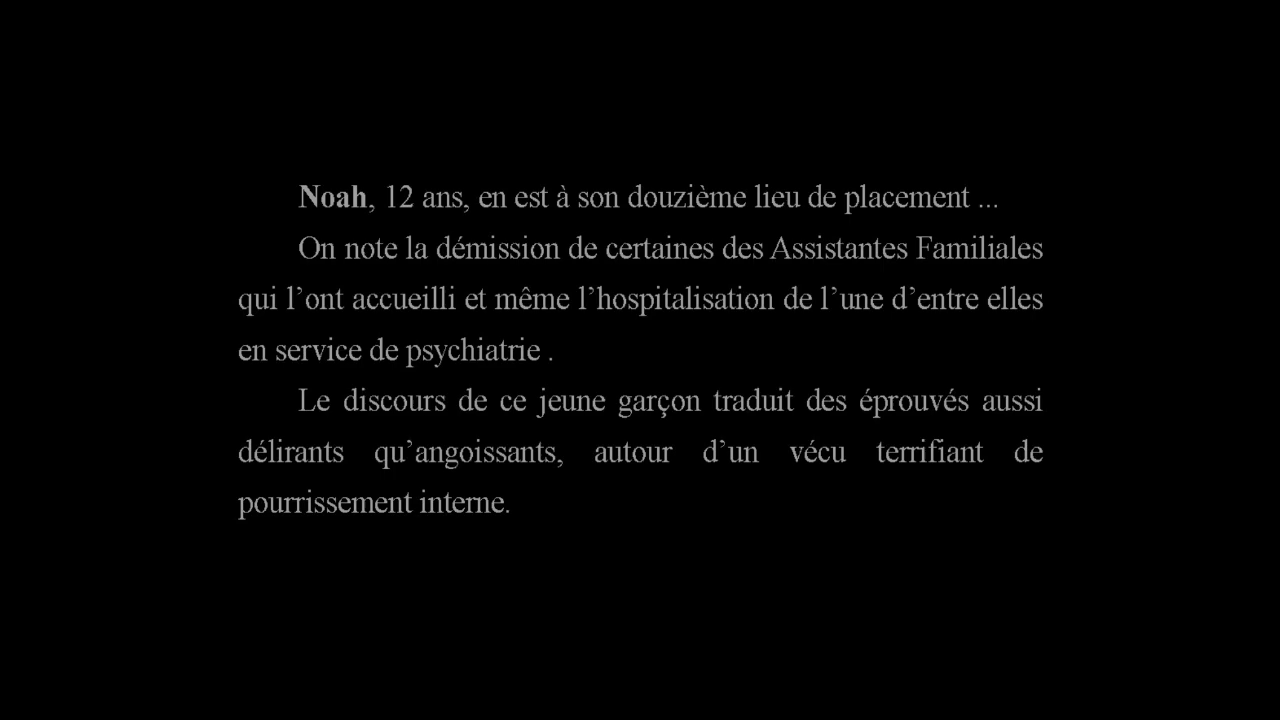 Noah, 12 ans, en est à son douzième lieu de placement ...
On note la démission de certaines des Assistantes Familiales
qui l’ont accueilli et même l’hospitalisation de l’une d’entre elles
en service de psychiatrie .
Le discours de ce jeune garçon traduit des éprouvés aussi
délirants qu’angoissants, autour d’un vécu terrifiant de
pourrissement interne.